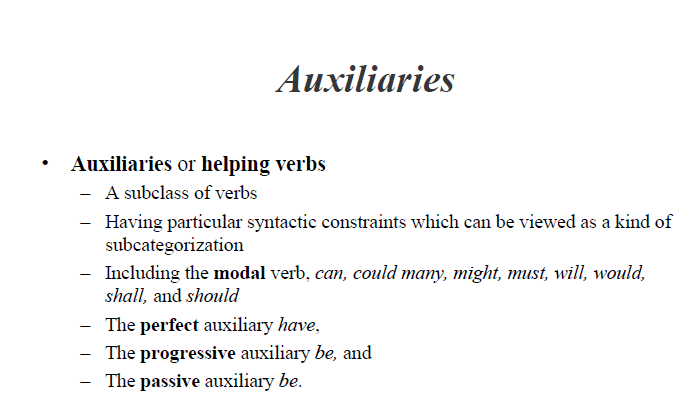 Auxiliaries
• Auxiliaries or helping verbs
– A subclass of verbs
– Having particular syntactic constraints which can be viewed as a kind of
subcategorization
– Including the modal verb, can, could many, might, must, will, would,
shall, and should
– The perfect auxiliary have,
– The progressive auxiliary be, and
– The passive auxiliary be.